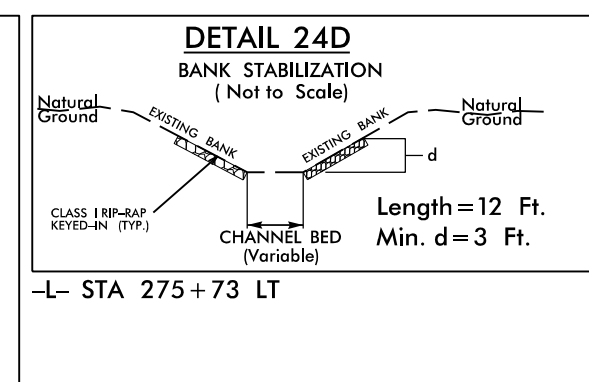 DETAIL 24D
BANK STABILIZATION
( Not to Scale)
Natural
Ground
EXISTING BANK
EXISTING BANK
Natural
Ground
d
CLASS I RIP-RAP
KEYED-IN (TYP.)
CHANNEL BED
(Variable)
Length=12 Ft.
Min. d=3 Ft.
-L- STA 275+73 LT